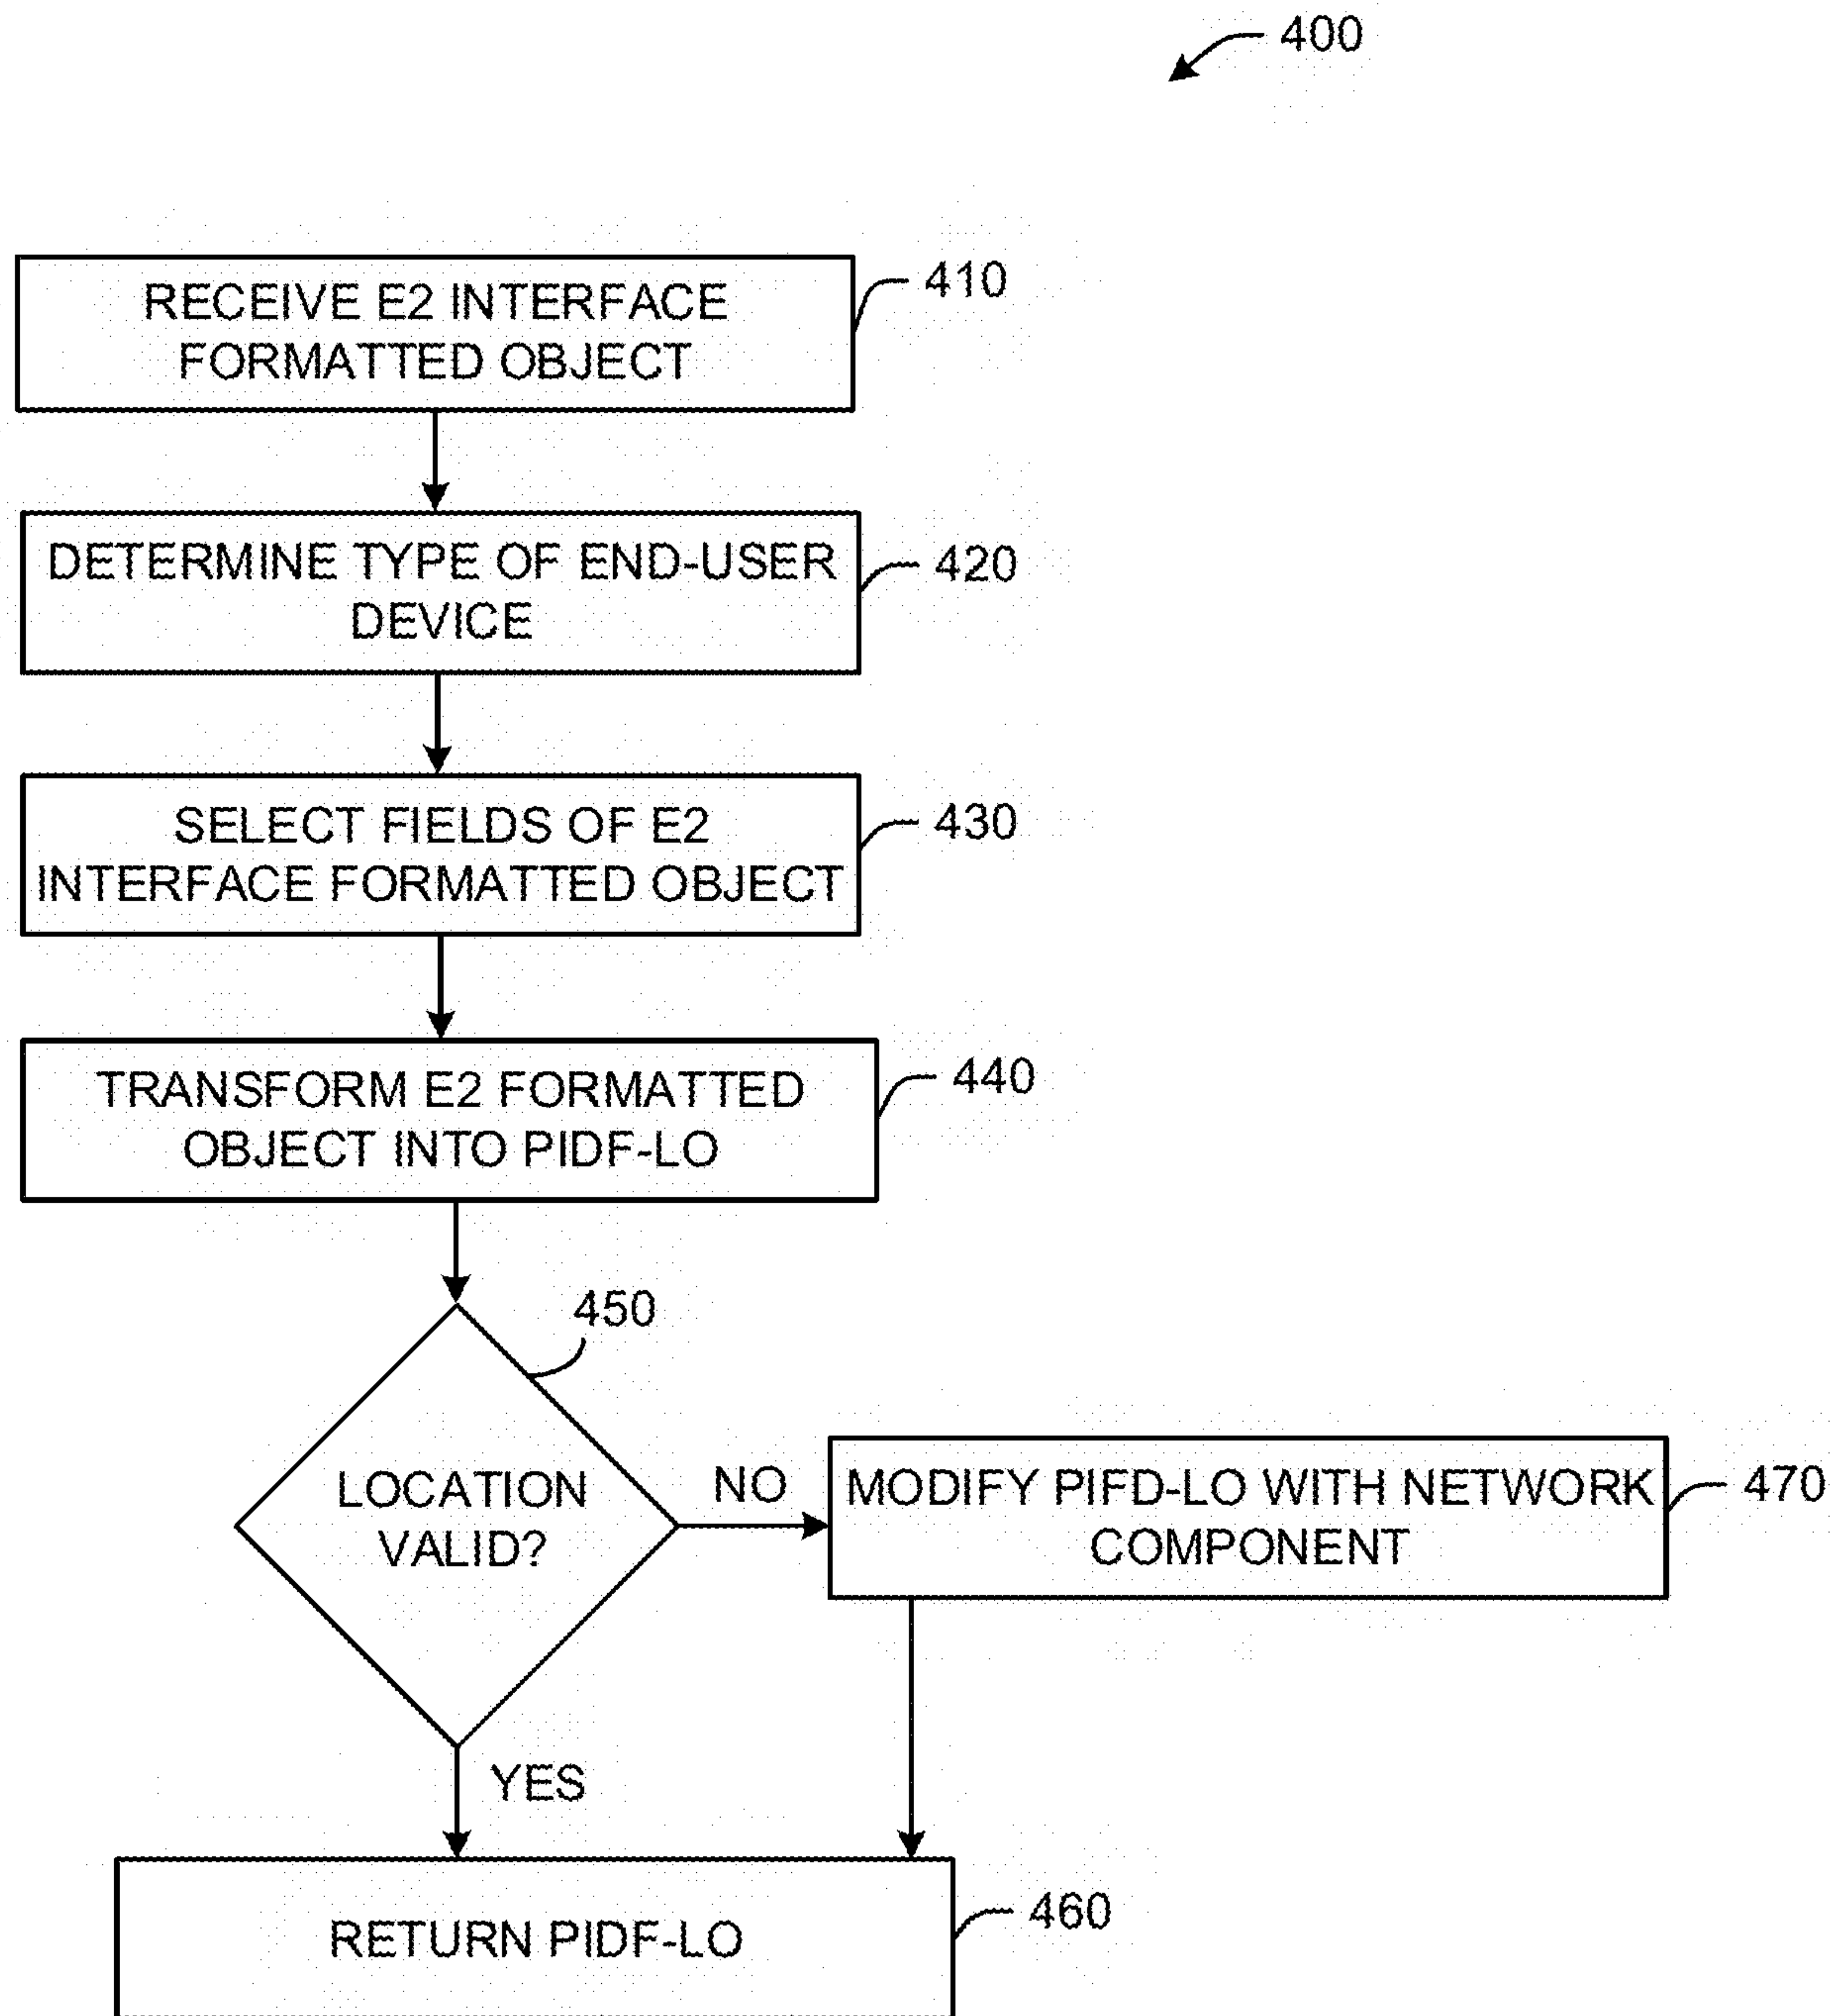 400
RECEIVE E2 INTERFACE
FORMATTED OBJECT
410
DETERMINE TYPE OF END-USER
DEVICE
420
SELECT FIELDS OF E2
INTERFACE FORMATTED OBJECT
430
TRANSFORM E2 FORMATTED
OBJECT INTO PIDF-LO
440
450
LOCATION
VALID?
NO
MODIFY PIFD-LO WITH NETWORK
COMPONENT
470
YES
RETURN PIDF-LO
460